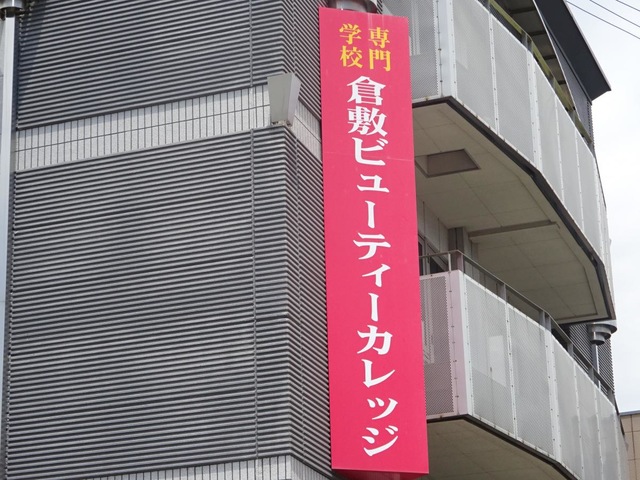 専門
学校
倉敷ビューティーカレッジ